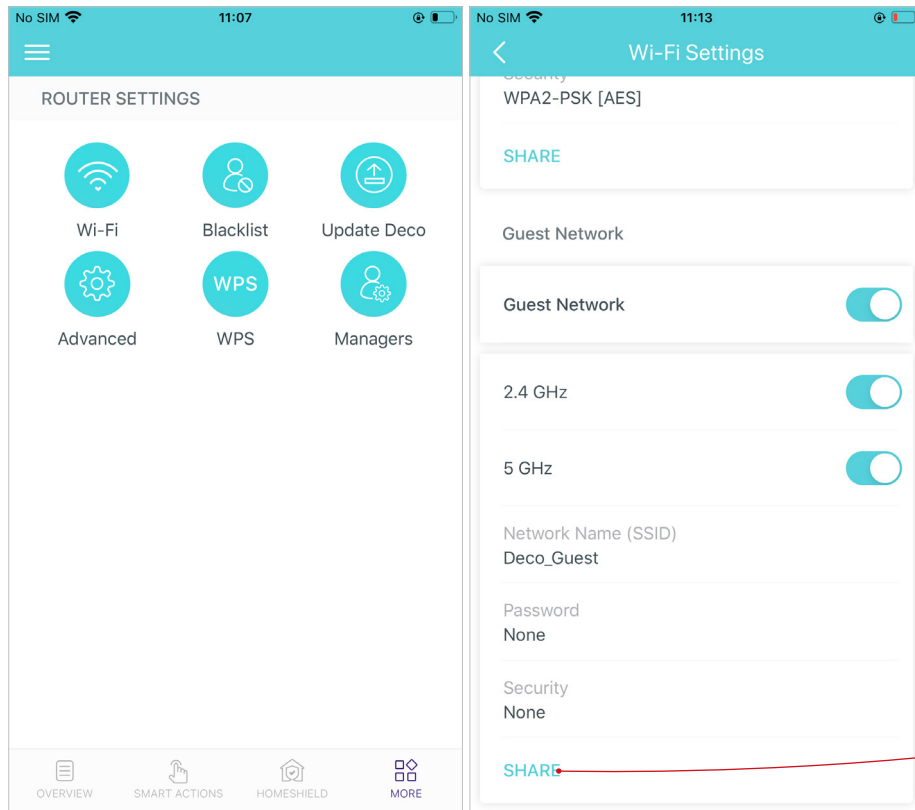 No SIM 11:07
ROUTER SETTINGS
Wi-Fi Blacklist Update Deco
WPS
Advanced WPS Managers
OVERVIEW SMART ACTIONS HOMESHIELD MORE
No SIM 11:13
Wi-Fi Settings
Security
WPA2-PSK [AES]
SHARE
Guest Network
Guest Network
2.4 GHz
5 GHz
Network Name (SSID)
Deco_Guest
Password
None
Security
None
SHARE